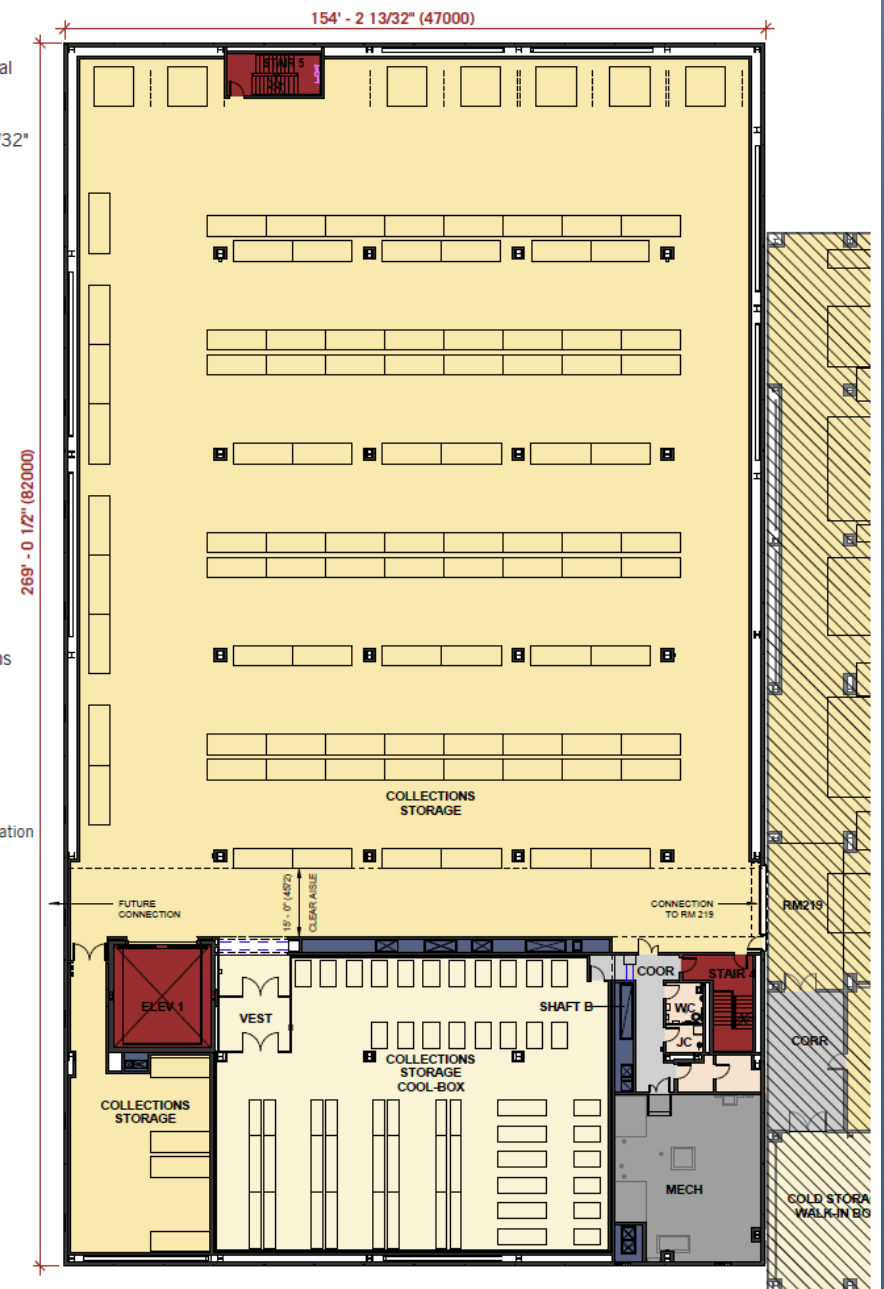 154' - 2 13/32" (47000)
al
/32"
STAIR 5
269' - 0 1/2" (82000)
ns
COLLECTIONS
STORAGE
ation
15' - 0" (4572)
CLEAR AISLE
FUTURE
CONNECTION
CONNECTION
TO RM 219
RM219
COOR
STAIR 4
ELEV 1
VEST
SHAFT B
WC
JC
CORR
COLLECTIONS
STORAGE
COOL-BOX
COLLECTIONS
STORAGE
MECH
COLD STORA
WALK-IN BO